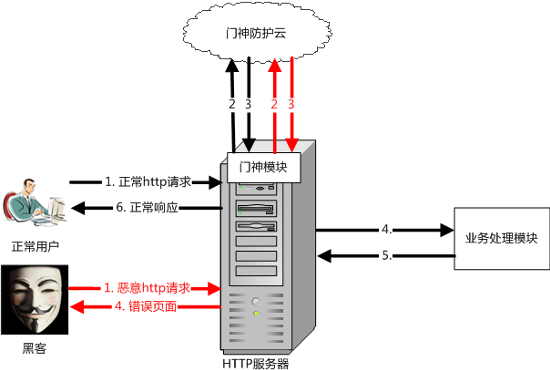 门神防护云
2
3
2
3
门神模块
1. 正常http请求
6. 正常响应
正常用户
4.
5.
业务处理模块
1. 恶意http请求
4. 错误页面
黑客
HTTP服务器